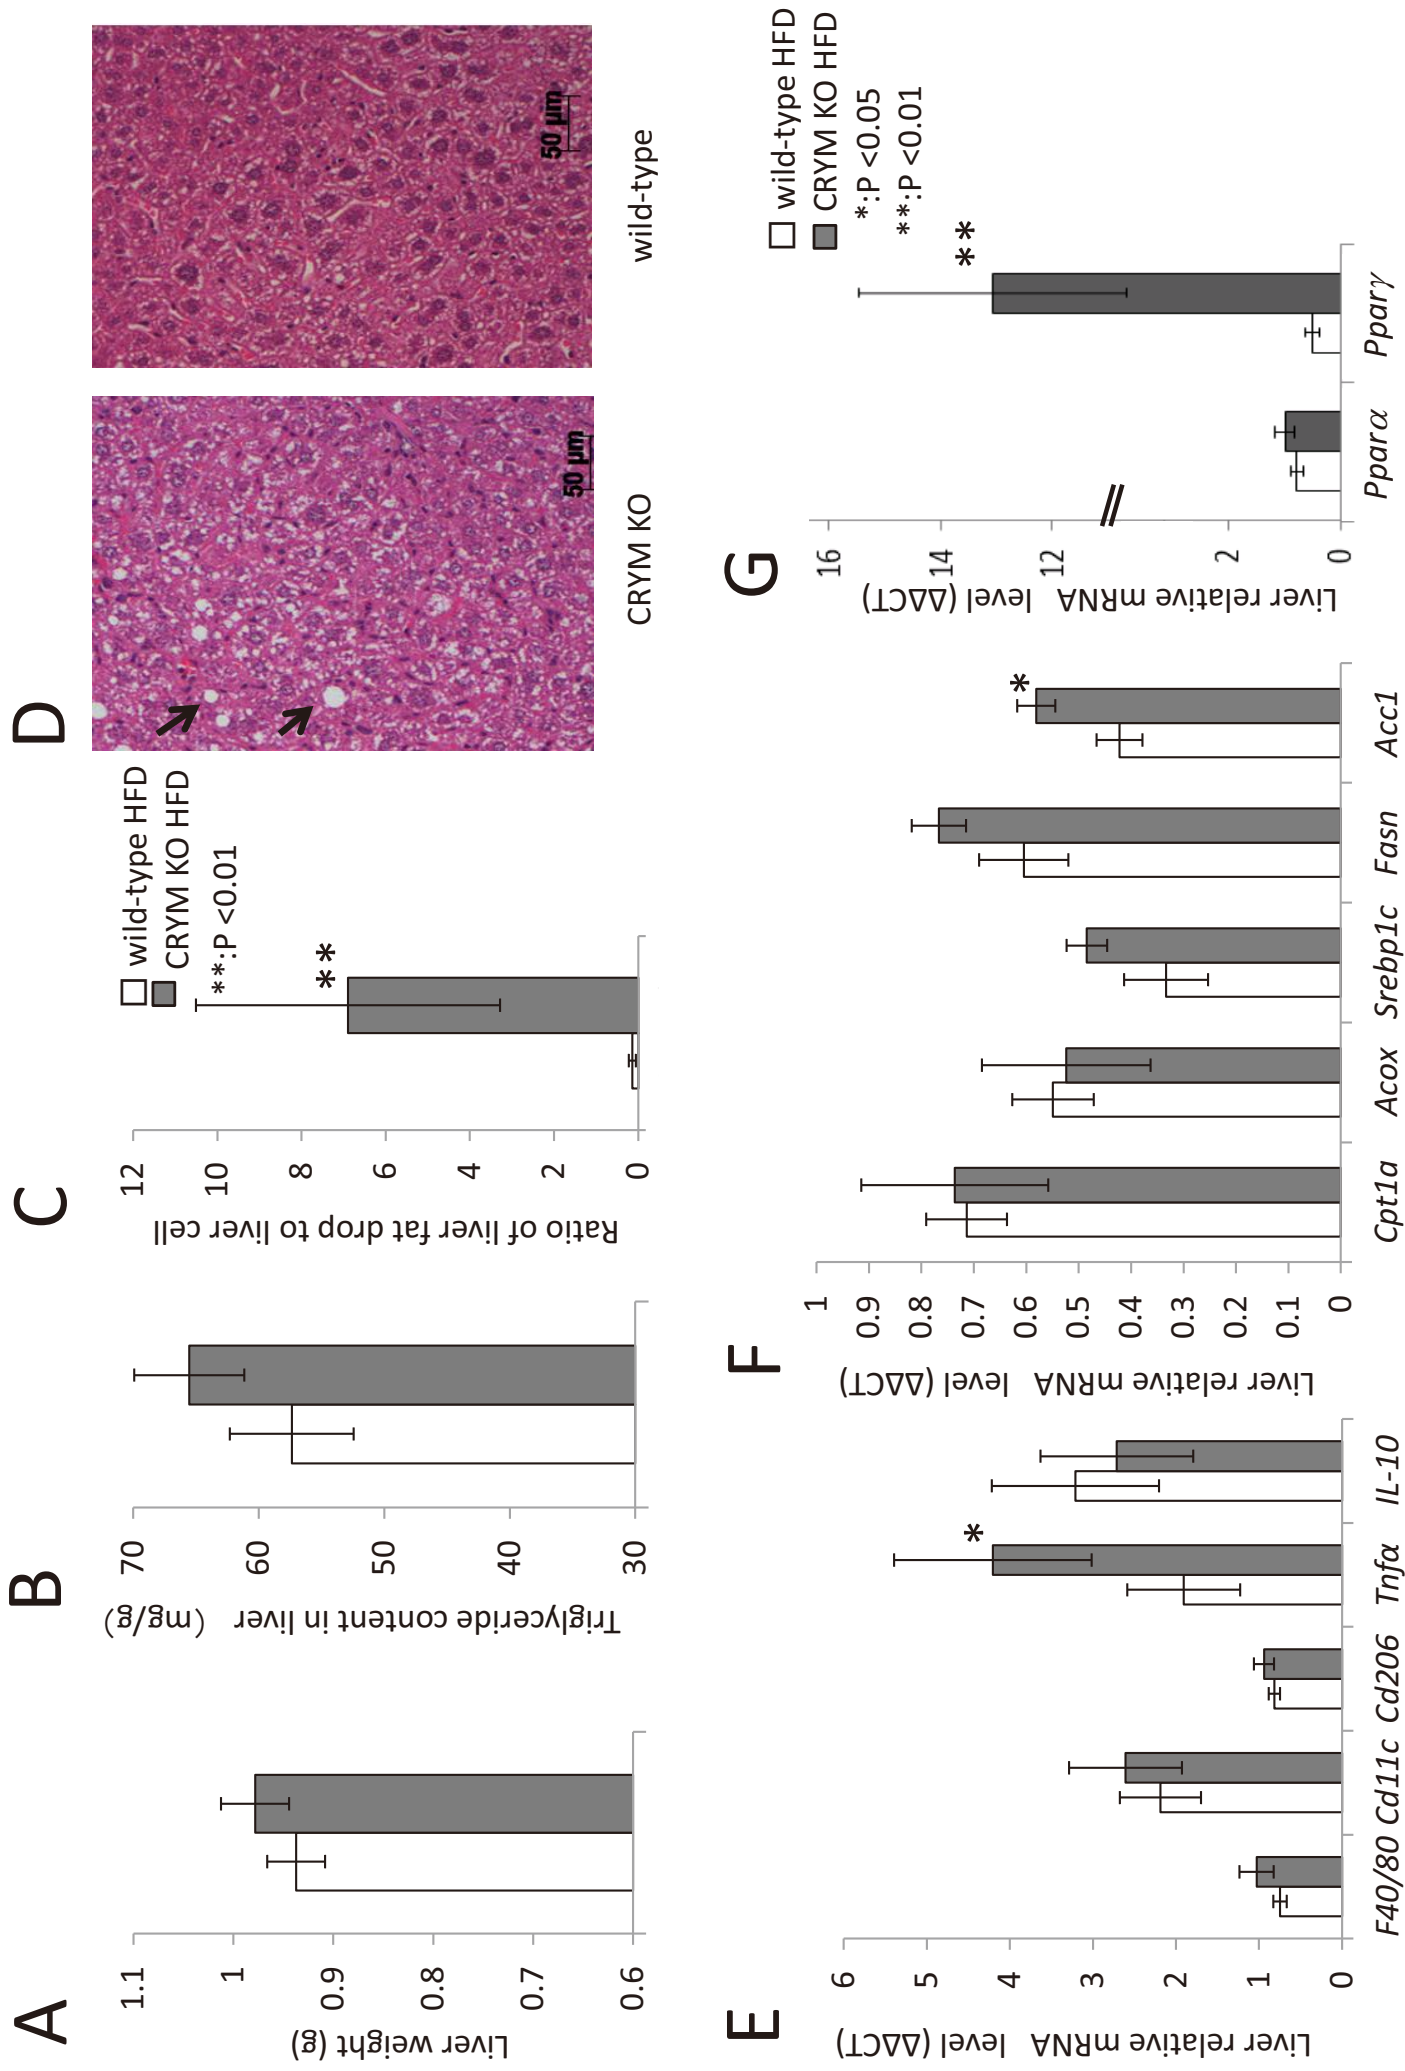 A
Liver weight (g)
1.1
1
0.9
0.8
0.7
0.6
B
Triglyceride content in liver (mg/g)
70
60
50
40
30
C
Ratio of liver fat drop to liver cell
12
10
8
6
4
2
0
wild-type HFD
CRYM KO HFD
**:P <0.01
**
D
50 µm
50 µm
CRYM KO
wild-type
E
Liver relative mRNA level (ΔΔCT)
6
5
4
3
2
1
0
*
F40/80 Cd11c Cd206 Tnfα IL-10
F
Liver relative mRNA level (ΔΔCT)
1
0.9
0.8
0.7
0.6
0.5
0.4
0.3
0.2
0.1
0
*
Cpt1a Acox Srebp1c Fasn Acc1
G
Liver relative mRNA level (ΔΔCT)
16
14
12
2
0
wild-type HFD
CRYM KO HFD
*:P <0.05
**:P <0.01
**
Pparα Pparγ